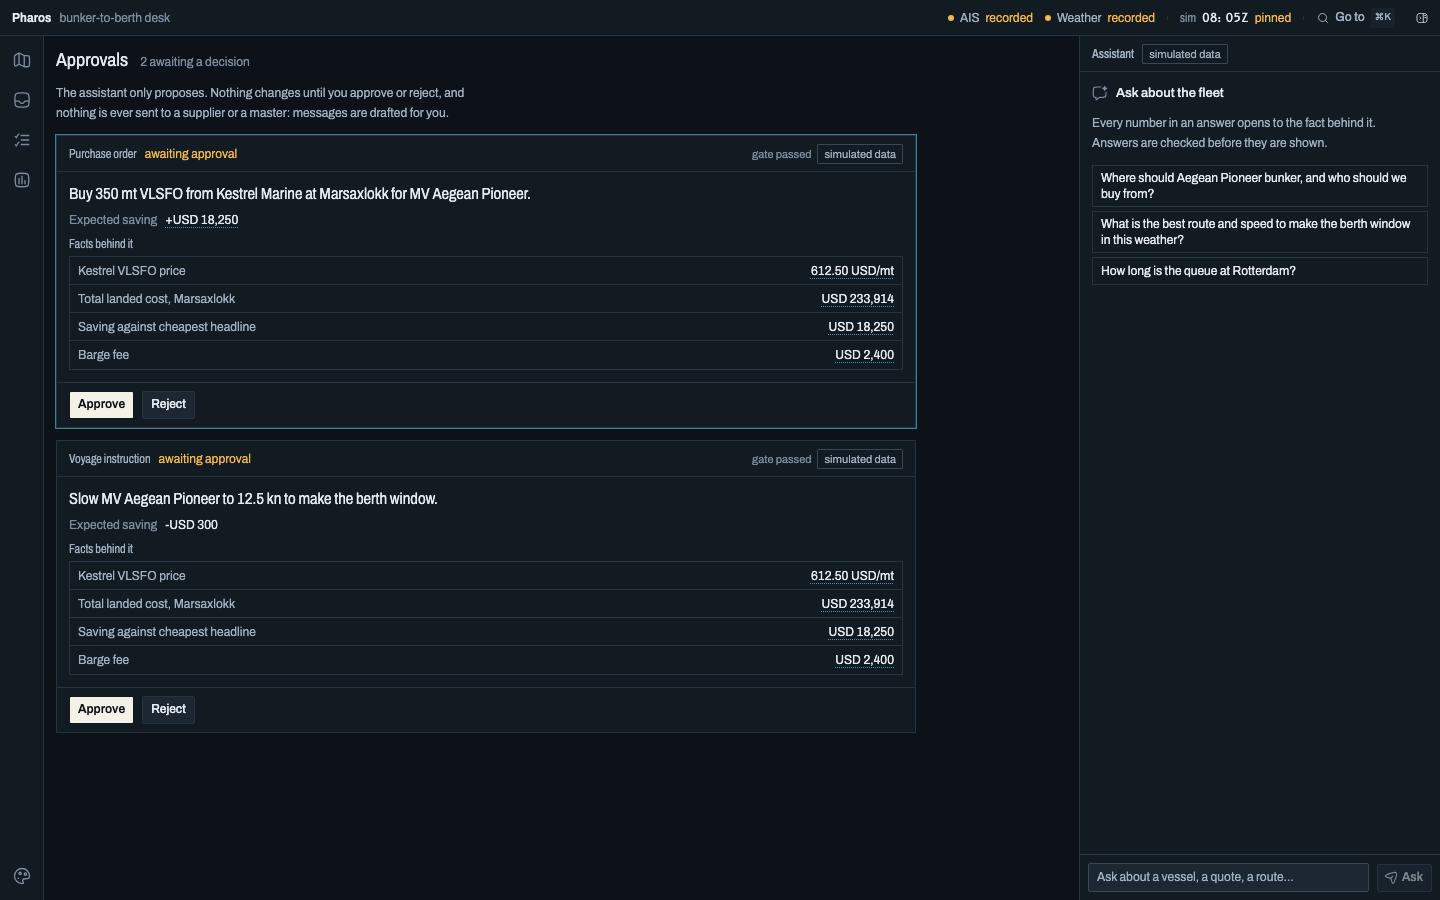 Pharos bunker-to-berth desk
AIS recorded Weather recorded sim 08:05Z pinned Go to ⌘K
Approvals 2 awaiting a decision
The assistant only proposes. Nothing changes until you approve or reject, and
nothing is ever sent to a supplier or a master: messages are drafted for you.
Purchase order awaiting approval gate passed simulated data
Buy 350 mt VLSFO from Kestrel Marine at Marsaxlokk for MV Aegean Pioneer.
Expected saving +USD 18,250
Facts behind it
Kestrel VLSFO price 612.50 USD/mt
Total landed cost, Marsaxlokk USD 233,914
Saving against cheapest headline USD 18,250
Barge fee USD 2,400
Approve Reject
Voyage instruction awaiting approval gate passed simulated data
Slow MV Aegean Pioneer to 12.5 kn to make the berth window.
Expected saving -USD 300
Facts behind it
Kestrel VLSFO price 612.50 USD/mt
Total landed cost, Marsaxlokk USD 233,914
Saving against cheapest headline USD 18,250
Barge fee USD 2,400
Approve Reject
Assistant simulated data
Ask about the fleet
Every number in an answer opens to the fact behind it.
Answers are checked before they are shown.
Where should Aegean Pioneer bunker, and who should we
buy from?
What is the best route and speed to make the berth window
in this weather?
How long is the queue at Rotterdam?
Ask about a vessel, a quote, a route... Ask